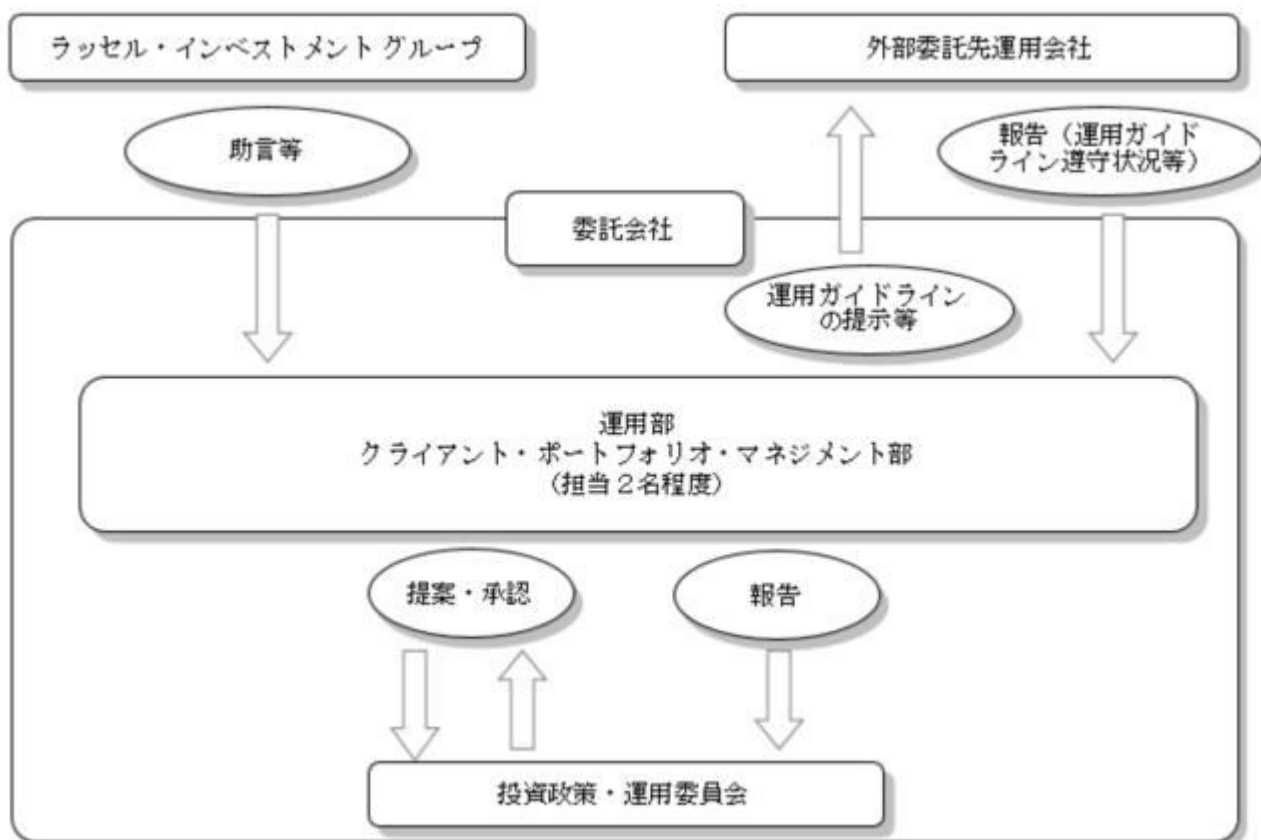 ラッセル・インベストメント グループ
外部委託先運用会社
助言等
報告（運用ガイド
ライン遵守状況等）
委託会社
運用ガイドライン
の提示等
運用部
クライアント・ポートフォリオ・マネジメント部
（担当２名程度）
提案・承認
報告
投資政策・運用委員会